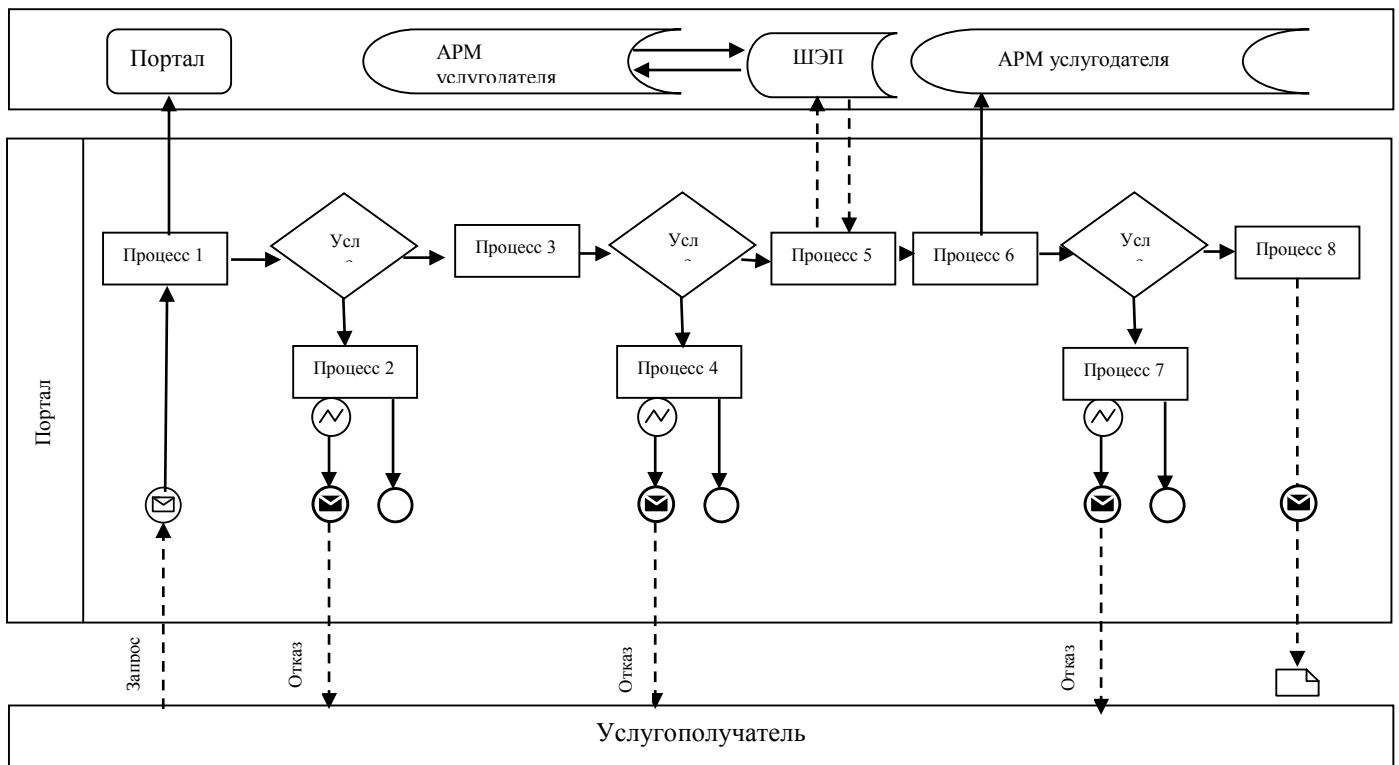 Портал
АРМ
услугодателя
ШЭП
АРМ услугодателя
Портал
Процесс 1
Усл
Процесс 3
Усл
Процесс 5
Процесс 6
Усл
Процесс 8
Процесс 2
Процесс 4
Процесс 7
Запрос
Отказ
Отказ
Отказ
Услугополучатель